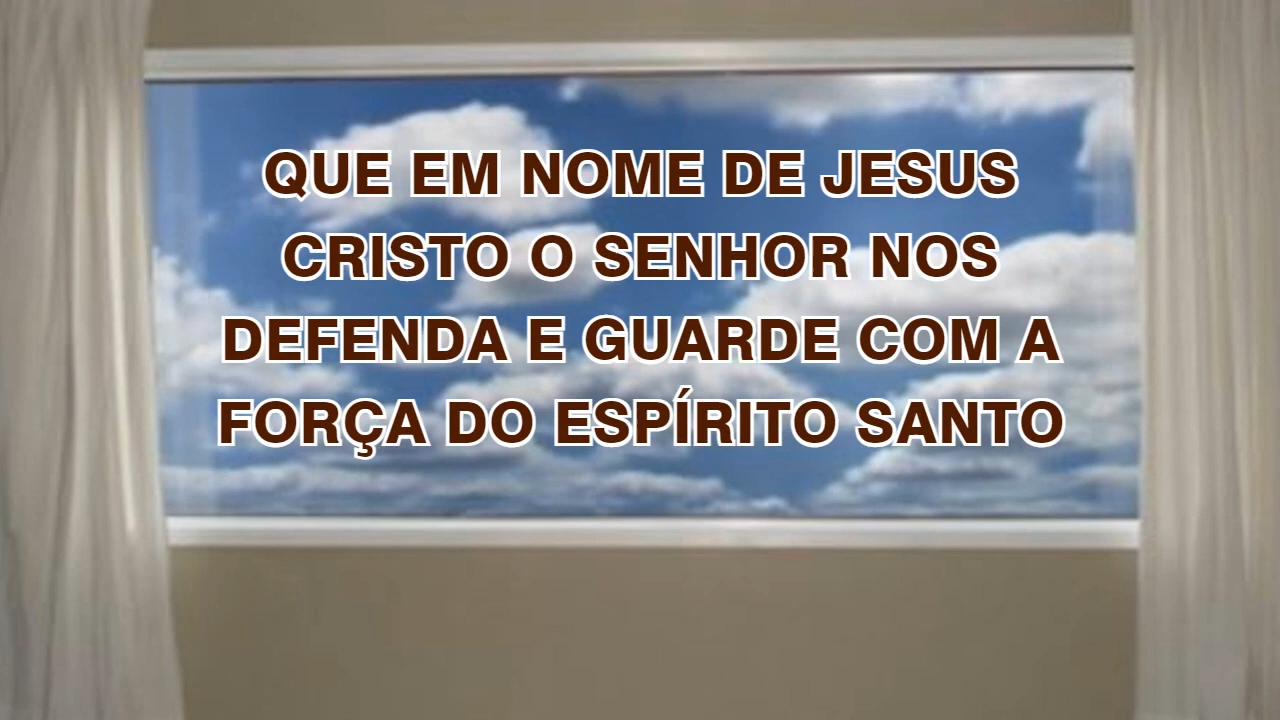 QUE EM NOME DE JESUS
CRISTO O SENHOR NOS
DEFENDA E GUARDE COM A
FORÇA DO ESPÍRITO SANTO